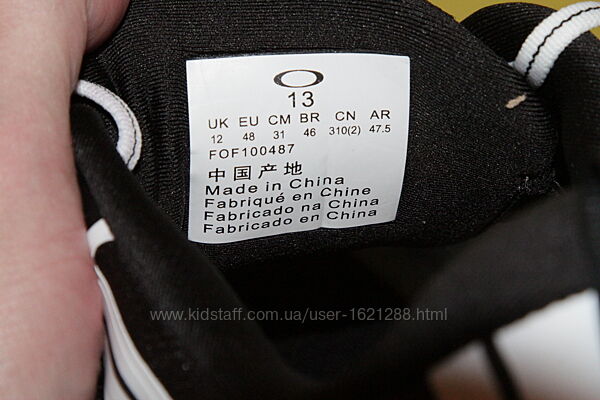 13
UK EU CM BR CN AR
12 48 31 46 310(2) 47.5
FOF100487
中国产地
Made in China
Fabriqué en Chine
Fabricado na China
Fabricado en China
www.kidstaff.com.ua/user-1621288.html